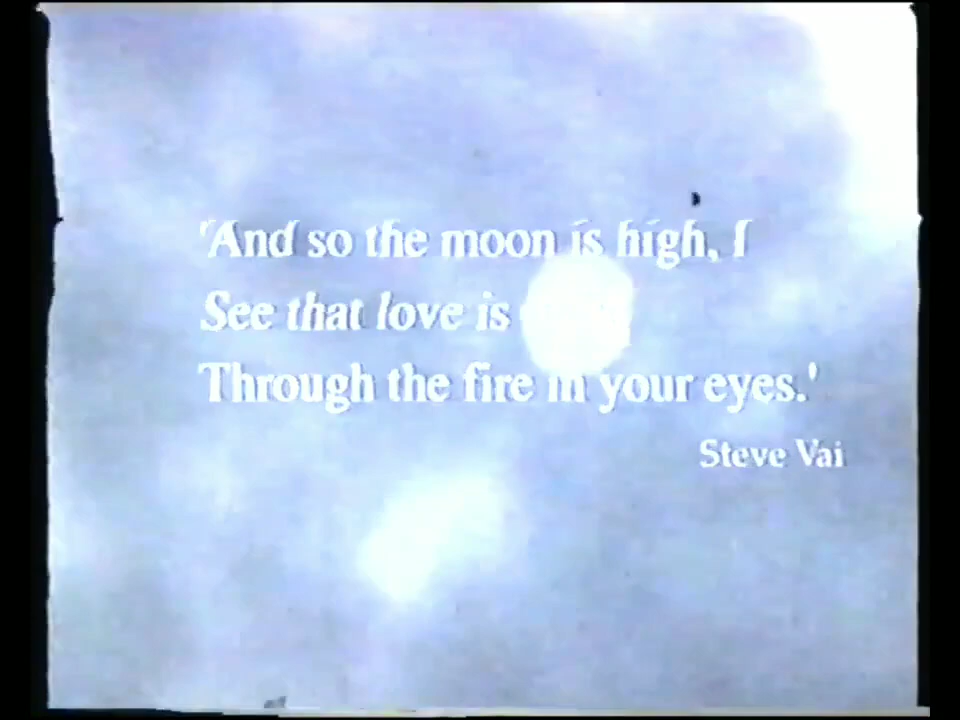 'And so the moon is high, I
See that love is
Through the fire in your eyes.'
Steve Vai